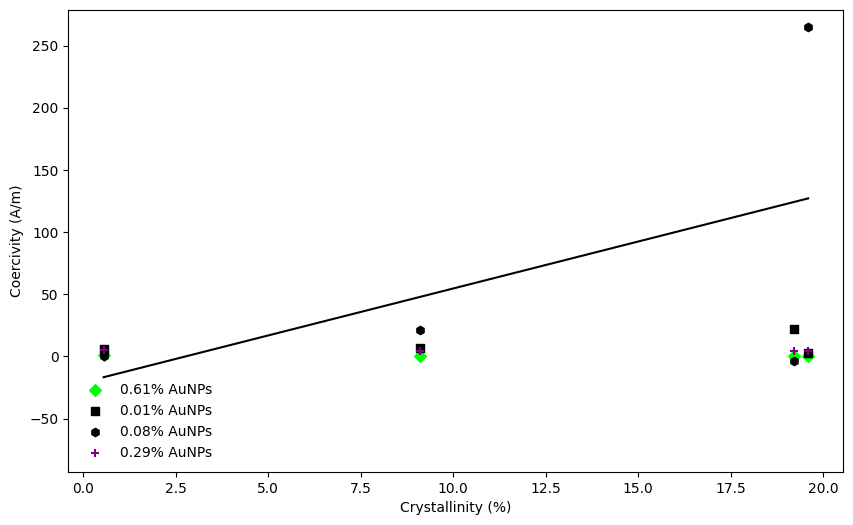 Coercivity (A/m)
250
200
150
100
50
0
−50
0.61% AuNPs
0.01% AuNPs
0.08% AuNPs
0.29% AuNPs
0.0 2.5 5.0 7.5 10.0 12.5 15.0 17.5 20.0
Crystallinity (%)